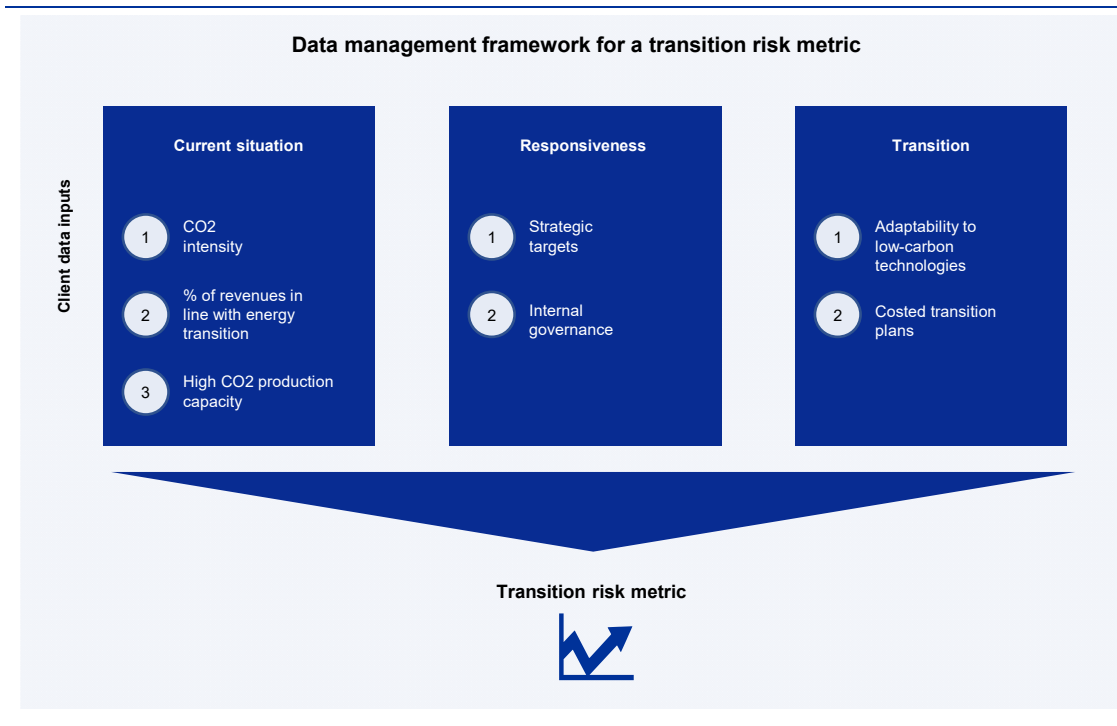 Data management framework for a transition risk metric
Client data inputs
Current situation
1
CO2
intensity
2
% of revenues in
line with energy
transition
3
High CO2 production
capacity
Responsiveness
1
Strategic
targets
2
Internal
governance
Transition
1
Adaptability to
low-carbon
technologies
2
Costed transition
plans
Transition risk metric